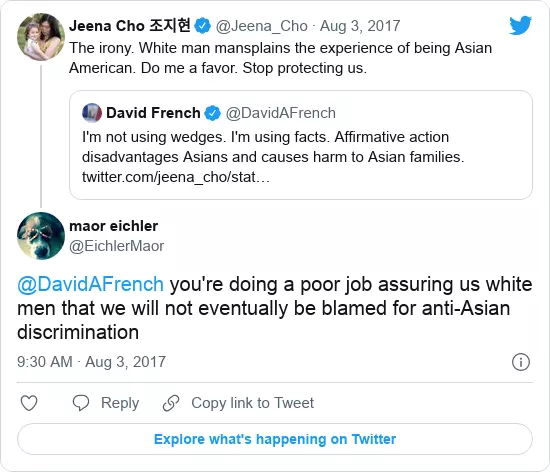 Jeena Cho 조지현 @Jeena_Cho · Aug 3, 2017
The irony. White man mansplains the experience of being Asian
American. Do me a favor. Stop protecting us.
David French @DavidAFrench
I'm not using wedges. I'm using facts. Affirmative action
disadvantages Asians and causes harm to Asian families.
twitter.com/jeena_cho/stat…
maor eichler
@EichlerMaor
@DavidAFrench you're doing a poor job assuring us white
men that we will not eventually be blamed for anti-Asian
discrimination
9:30 AM · Aug 3, 2017
Reply
Copy link to Tweet
Explore what's happening on Twitter